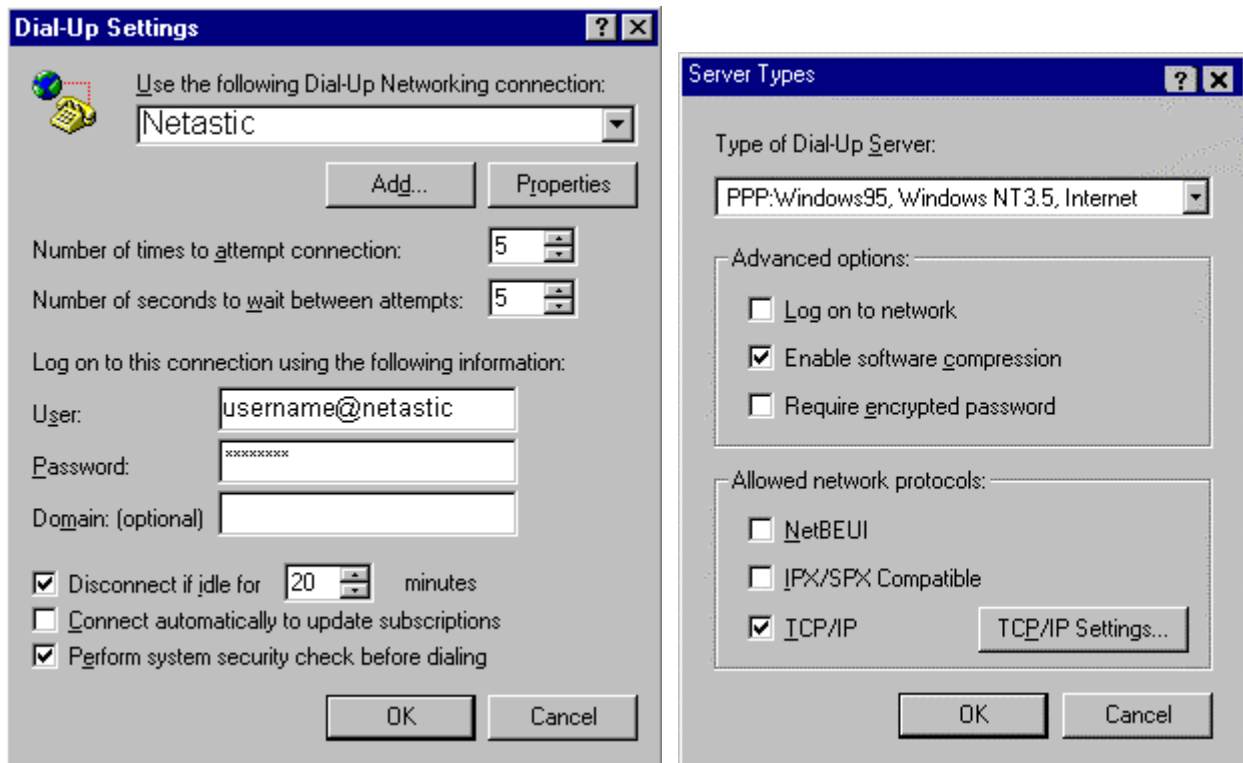 Dial-Up Settings
Use the following Dial-Up Networking connection:
Netastic
Add... Properties
Number of times to attempt connection: 5
Number of seconds to wait between attempts: 5
Log on to this connection using the following information:
User: username@netastic
Password: ********
Domain: (optional)
Disconnect if idle for 20 minutes
Connect automatically to update subscriptions
Perform system security check before dialing
OK Cancel
Server Types
Type of Dial-Up Server:
PPP:Windows95, Windows NT3.5, Internet
Advanced options:
Log on to network
Enable software compression
Require encrypted password
Allowed network protocols:
NetBEUI
IPX/SPX Compatible
TCP/IP TCP/IP Settings...
OK Cancel